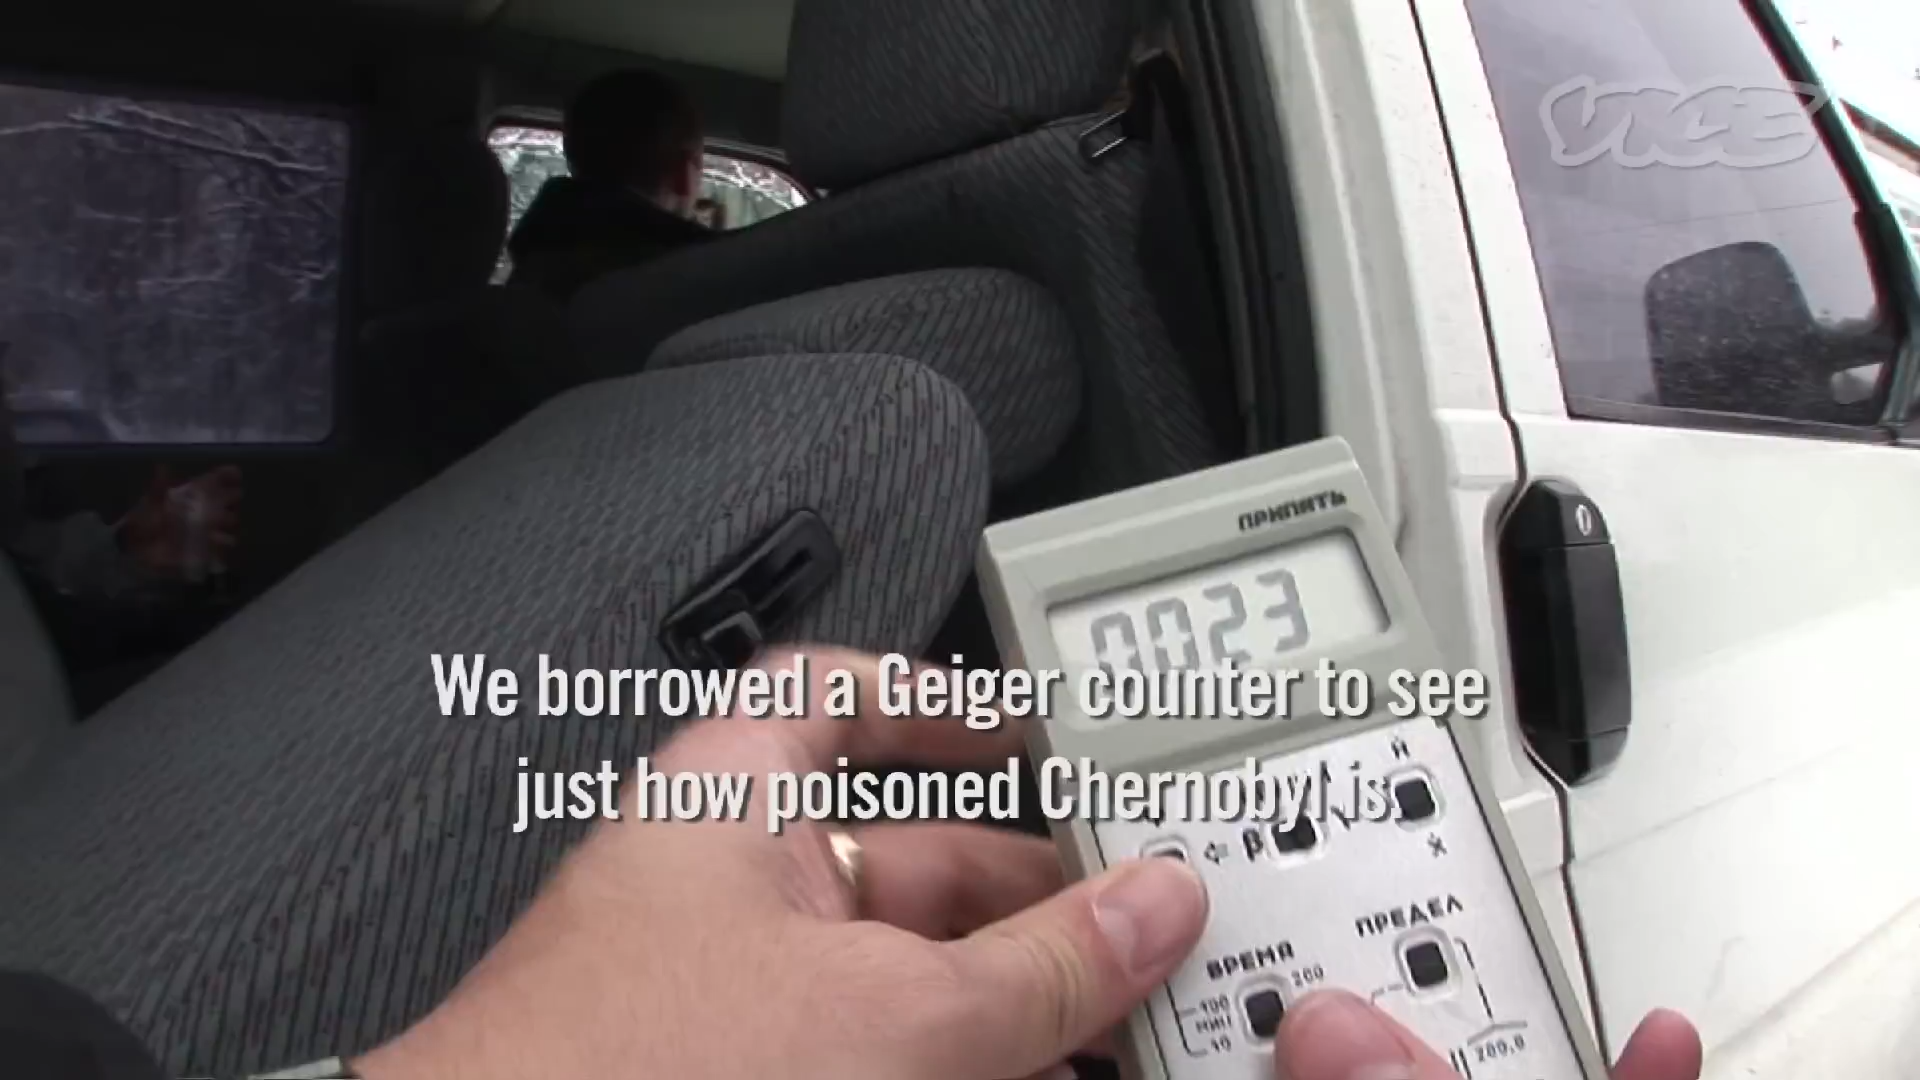 VICE
ПРИПЯТЬ
0023
We borrowed a Geiger counter to see
just how poisoned Chernobyl is.
β γ
ПРЕДЕЛ
ВРЕМЯ
200
100
МИН
10
200,0